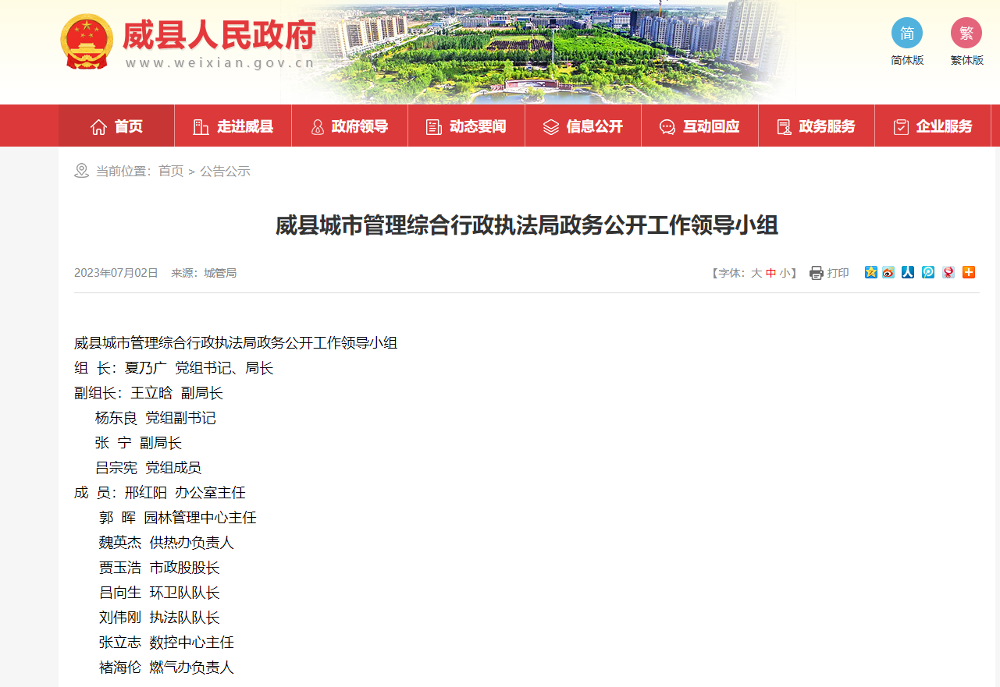 威县人民政府
www.weixian.gov.cn
简 繁
简体版 繁体版
首页 走进威县 政府领导 动态要闻 信息公开 互动回应 政务服务 企业服务
当前位置：首页 > 公告公示
威县城市管理综合行政执法局政务公开工作领导小组
2023年07月02日 来源：城管局 【字体：大 中 小】 打印
威县城市管理综合行政执法局政务公开工作领导小组
组 长：夏乃广 党组书记、局长
副组长：王立晗 副局长
杨东良 党组副书记
张 宁 副局长
吕宗宪 党组成员
成 员：邢红阳 办公室主任
郭 晖 园林管理中心主任
魏英杰 供热办负责人
贾玉浩 市政股股长
吕向生 环卫队队长
刘伟刚 执法队队长
张立志 数控中心主任
褚海伦 燃气办负责人